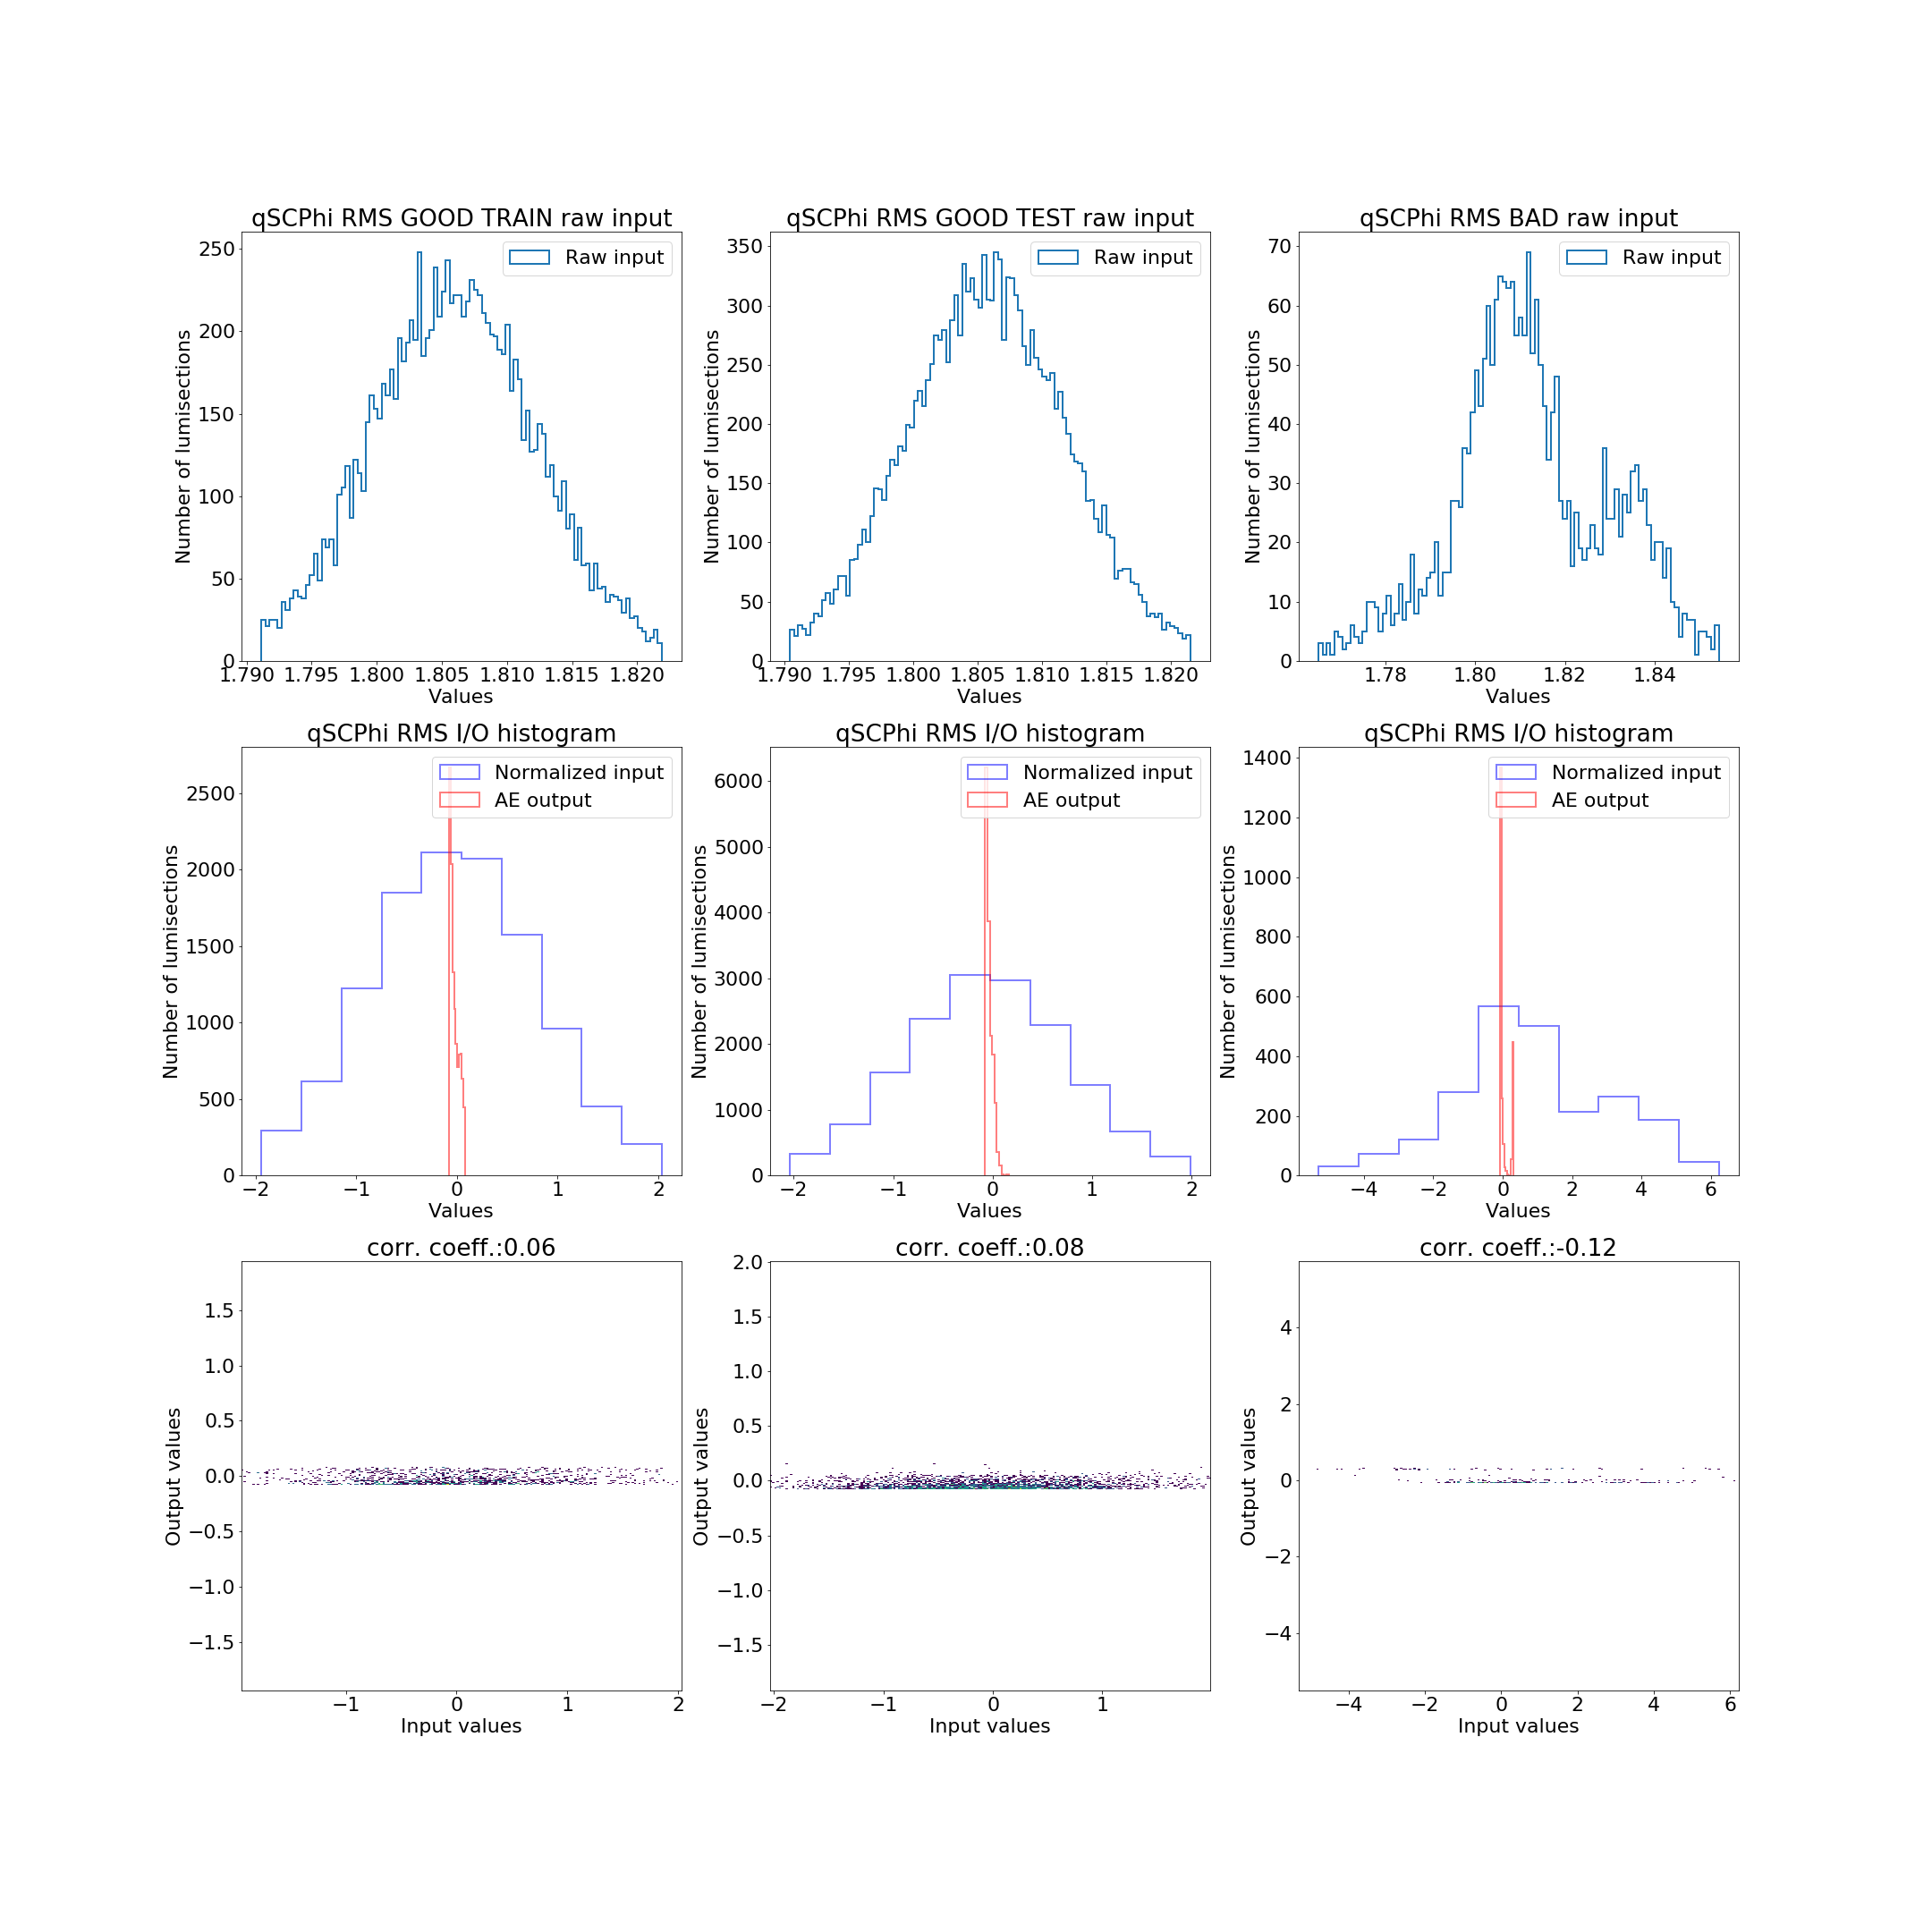 qSCPhi RMS GOOD TRAIN raw input
Raw input
Number of lumisections
250
200
150
100
50
0
1.790 1.795 1.800 1.805 1.810 1.815 1.820
Values
qSCPhi RMS GOOD TEST raw input
Raw input
Number of lumisections
350
300
250
200
150
100
50
0
1.790 1.795 1.800 1.805 1.810 1.815 1.820
Values
qSCPhi RMS BAD raw input
Raw input
Number of lumisections
70
60
50
40
30
20
10
0
1.78 1.80 1.82 1.84
Values
qSCPhi RMS I/O histogram
Normalized input
AE output
Number of lumisections
2500
2000
1500
1000
500
0
−2 −1 0 1 2
Values
qSCPhi RMS I/O histogram
Normalized input
AE output
Number of lumisections
6000
5000
4000
3000
2000
1000
0
−2 −1 0 1 2
Values
qSCPhi RMS I/O histogram
Normalized input
AE output
Number of lumisections
1400
1200
1000
800
600
400
200
0
−4 −2 0 2 4 6
Values
corr. coeff.:0.06
Output values
1.5
1.0
0.5
0.0
−0.5
−1.0
−1.5
−1 0 1 2
Input values
corr. coeff.:0.08
Output values
2.0
1.5
1.0
0.5
0.0
−0.5
−1.0
−1.5
−2 −1 0 1
Input values
corr. coeff.:-0.12
Output values
4
2
0
−2
−4
−4 −2 0 2 4 6
Input values